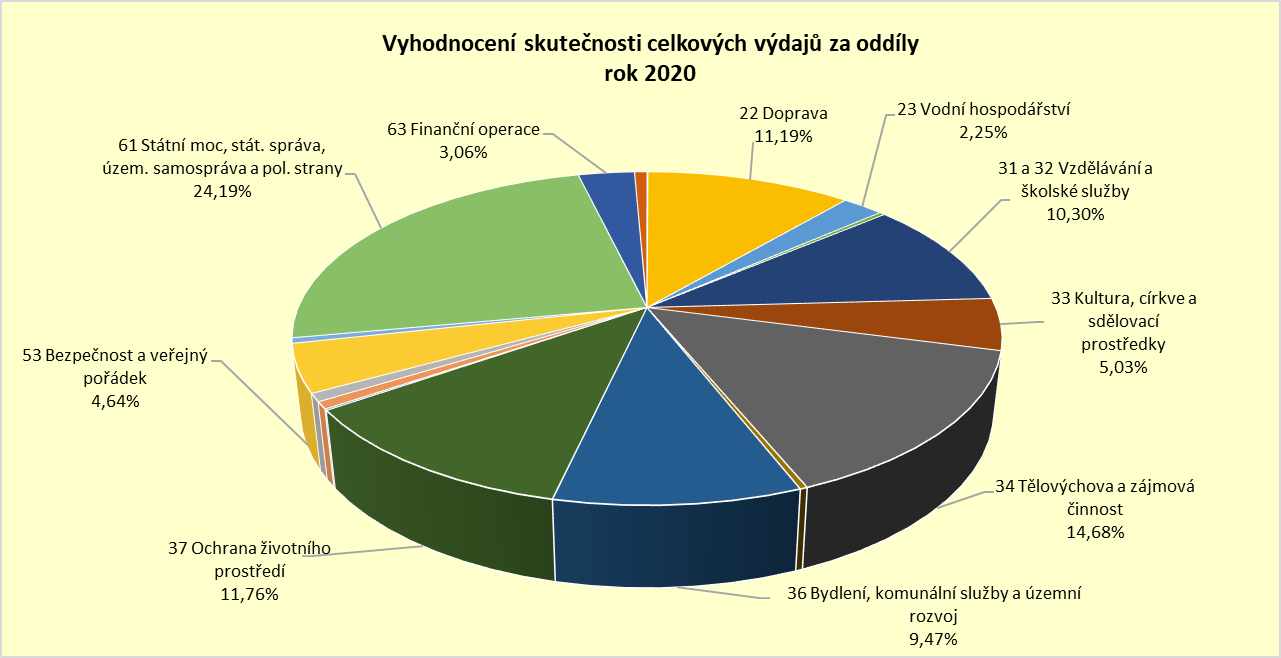 Vyhodnocení skutečnosti celkových výdajů za oddíly
rok 2020
22 Doprava
11,19%
23 Vodní hospodářství
2,25%
31 a 32 Vzdělávání a
školské služby
10,30%
33 Kultura, církve a
sdělovací
prostředky
5,03%
34 Tělovýchova a zájmová
činnost
14,68%
36 Bydlení, komunální služby a územní
rozvoj
9,47%
37 Ochrana životního
prostředí
11,76%
53 Bezpečnost a veřejný
pořádek
4,64%
61 Státní moc, stát. správa,
územ. samospráva a pol. strany
24,19%
63 Finanční operace
3,06%